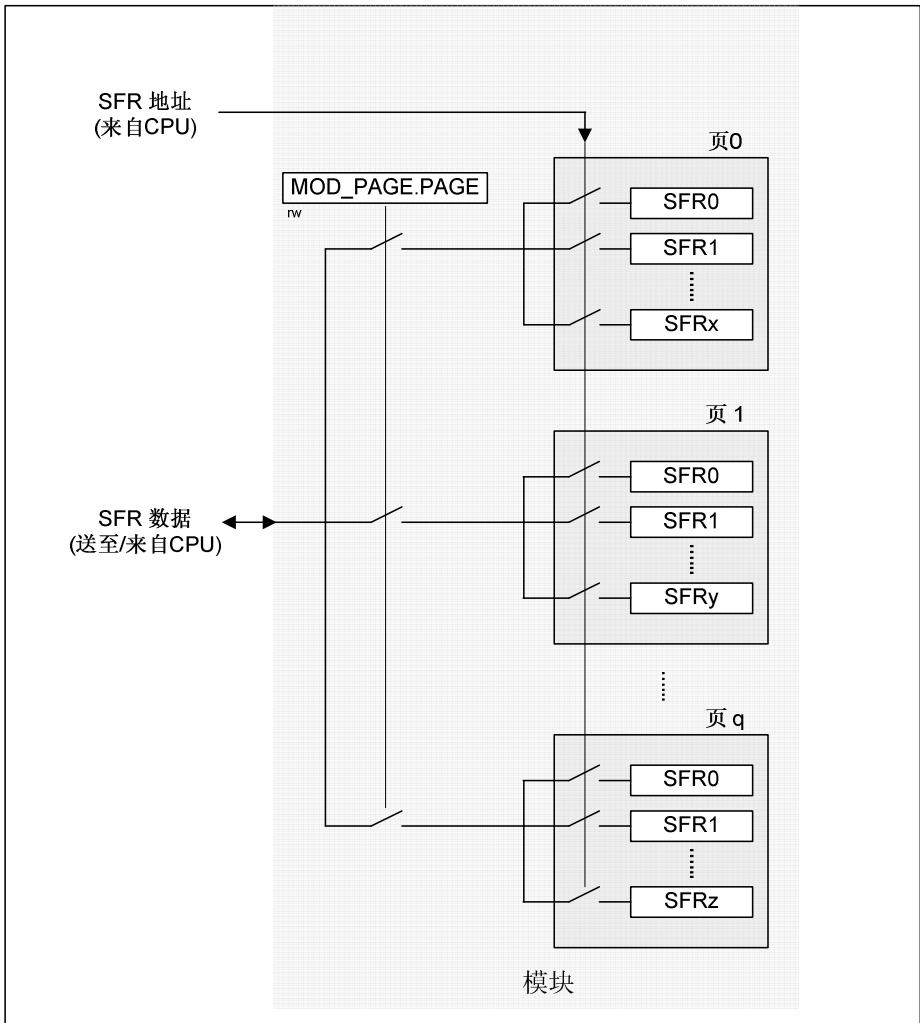 SFR 地址
(来自CPU)
页0
MOD_PAGE.PAGE
rw
SFR0
SFR1
SFRx
页 1
SFR0
SFR1
SFRy
SFR 数据
(送至/来自CPU)
页 q
SFR0
SFR1
SFRz
模块